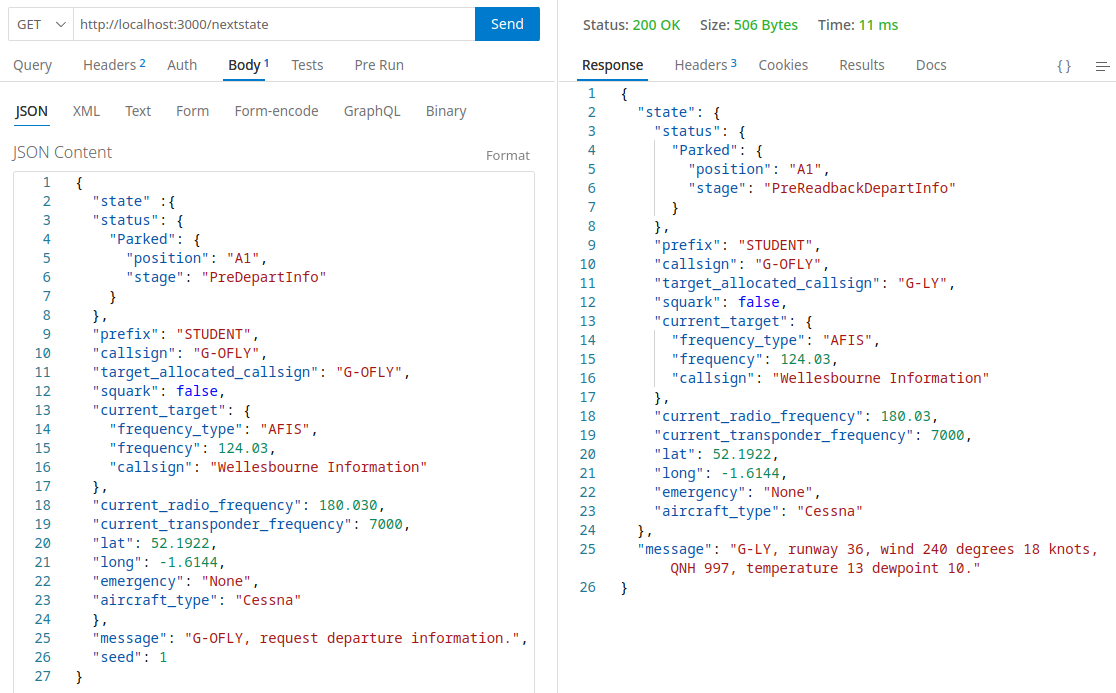 GET http://localhost:3000/nextstate Send
Query Headers 2 Auth Body 1 Tests Pre Run
JSON XML Text Form Form-encode GraphQL Binary
JSON Content Format
1 {
2 "state" :{
3 "status": {
4 "Parked": {
5 "position": "A1",
6 "stage": "PreDepartInfo"
7 }
8 },
9 "prefix": "STUDENT",
10 "callsign": "G-OFLY",
11 "target_allocated_callsign": "G-OFLY",
12 "squark": false,
13 "current_target": {
14 "frequency_type": "AFIS",
15 "frequency": 124.03,
16 "callsign": "Wellesbourne Information"
17 },
18 "current_radio_frequency": 180.030,
19 "current_transponder_frequency": 7000,
20 "lat": 52.1922,
21 "long": -1.6144,
22 "emergency": "None",
23 "aircraft_type": "Cessna"
24 },
25 "message": "G-OFLY, request departure information.",
26 "seed": 1
27 }
Status: 200 OK Size: 506 Bytes Time: 11 ms
Response Headers 3 Cookies Results Docs {}
1 {
2 "state": {
3 "status": {
4 "Parked": {
5 "position": "A1",
6 "stage": "PreReadbackDepartInfo"
7 }
8 },
9 "prefix": "STUDENT",
10 "callsign": "G-OFLY",
11 "target_allocated_callsign": "G-LY",
12 "squark": false,
13 "current_target": {
14 "frequency_type": "AFIS",
15 "frequency": 124.03,
16 "callsign": "Wellesbourne Information"
17 },
18 "current_radio_frequency": 180.03,
19 "current_transponder_frequency": 7000,
20 "lat": 52.1922,
21 "long": -1.6144,
22 "emergency": "None",
23 "aircraft_type": "Cessna"
24 },
25 "message": "G-LY, runway 36, wind 240 degrees 18 knots,
QNH 997, temperature 13 dewpoint 10."
26 }